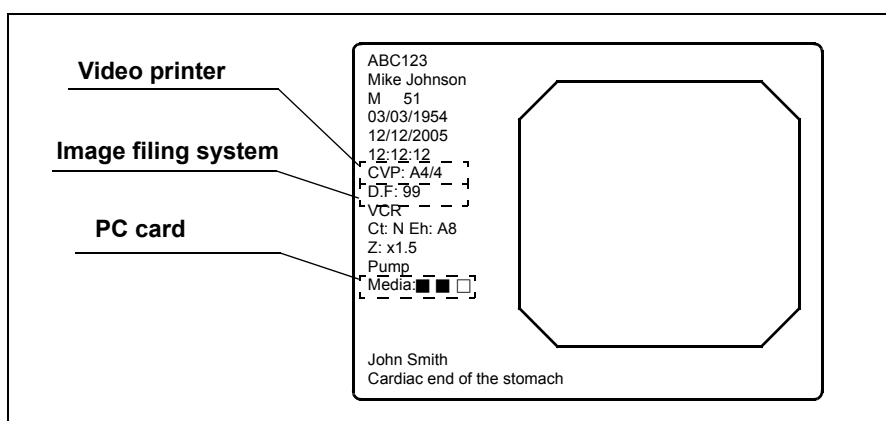 Video printer
Image filing system
PC card
ABC123
Mike Johnson
M 51
03/03/1954
12/12/2005
12:12:12
CVP: A4/4
D.F: 99
VCR
Ct: N Eh: A8
Z: x1.5
Pump
Media:■ ■ □
John Smith
Cardiac end of the stomach